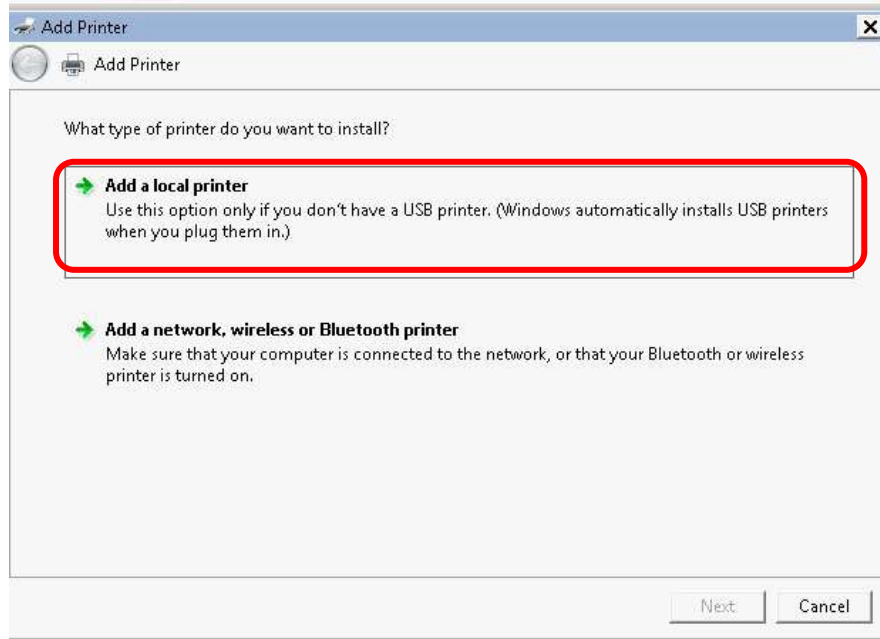 Add Printer
Add Printer
What type of printer do you want to install?
Add a local printer
Use this option only if you don't have a USB printer. (Windows automatically installs USB printers
when you plug them in.)
Add a network, wireless or Bluetooth printer
Make sure that your computer is connected to the network, or that your Bluetooth or wireless
printer is turned on.
Next Cancel